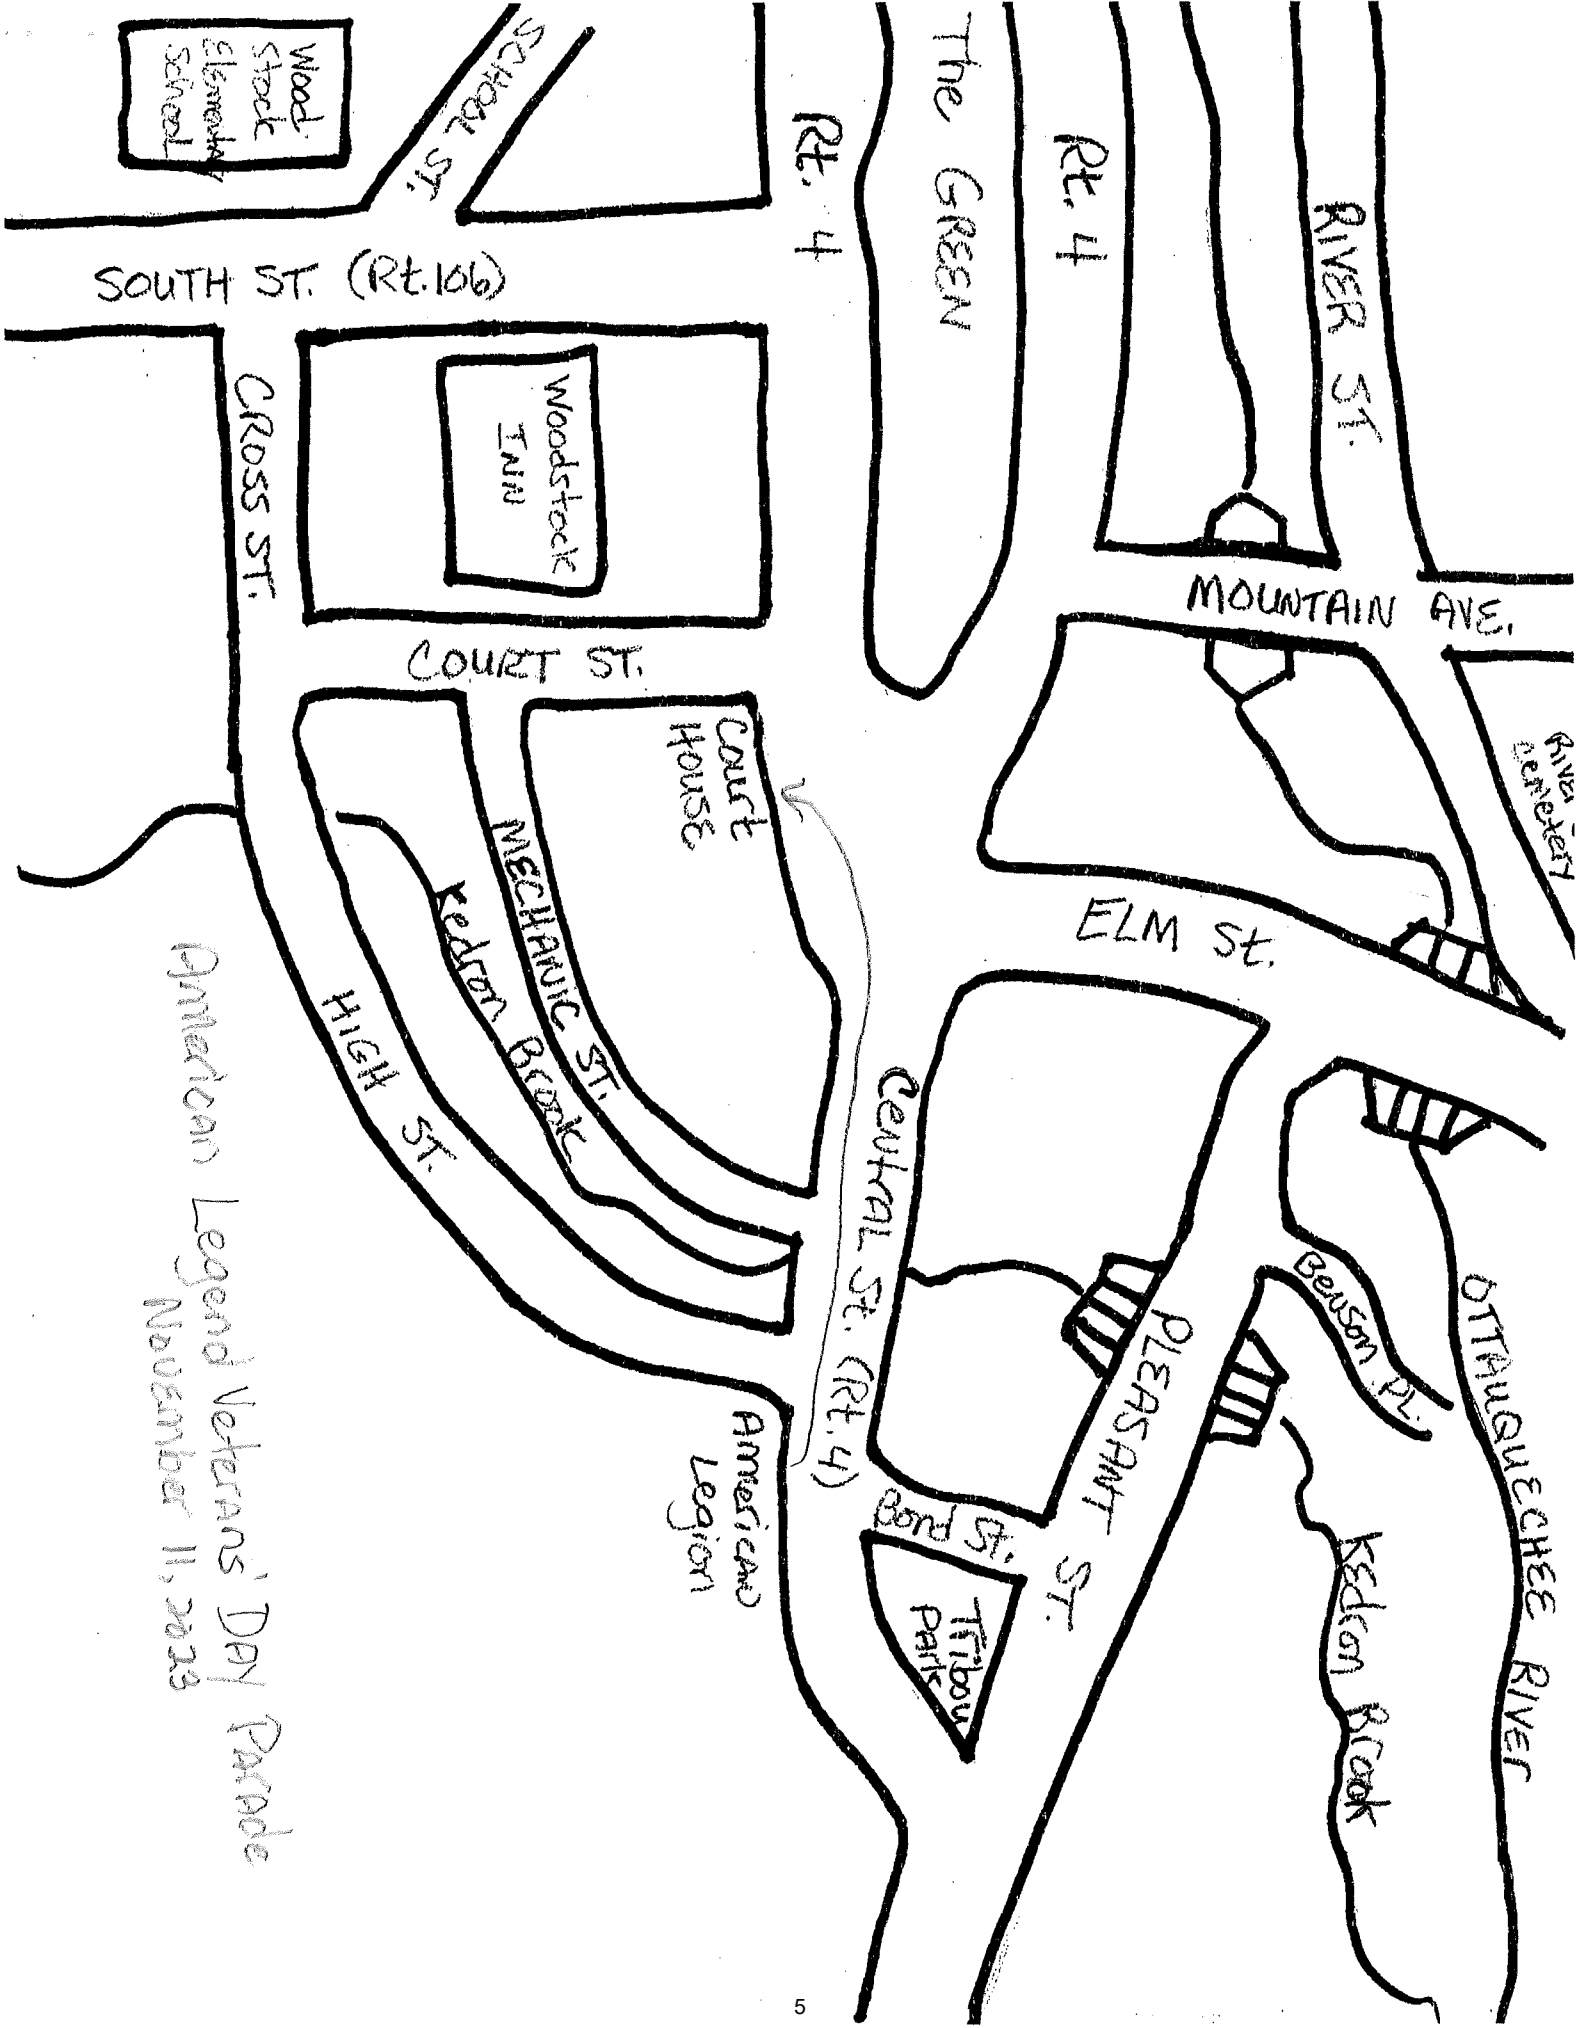 Wood-
stock
Elementary
School
SCHOOL ST.
SOUTH ST. (Rt.106)
Rt. 4
The GREEN
Rt. 4
RIVER ST.
CROSS ST.
Woodstock
INN
MOUNTAIN AVE.
COURT ST.
Court
House
River
cemetery
MECHANIC ST.
Kedron Brook
HIGH ST.
ELM St.
Central St. (Rt.4)
Benson PL.
PLEASANT ST.
OTTAUQUECHEE RIVER
Kedron Brook
American
Legion
Bond St.
Tribou
Park
American Legend Veterans' Day Parade
November 11, 2023
5